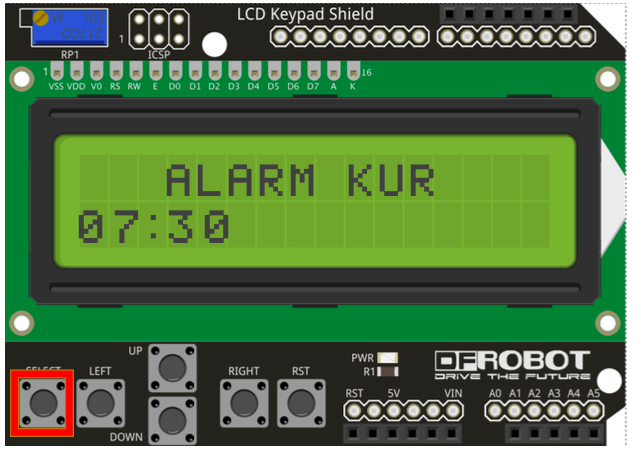 LCD Keypad Shield
RP1
1
ICSP
1
16
VSS VDD V0 RS RW E D0 D1 D2 D3 D4 D5 D6 D7 A K
ALARM KUR
07:30
UP
SELECT LEFT
RIGHT RST
DOWN
PWR
R1
DFROBOT
DRIVE THE FUTURE
RST 5V VIN
A0 A1 A2 A3 A4 A5